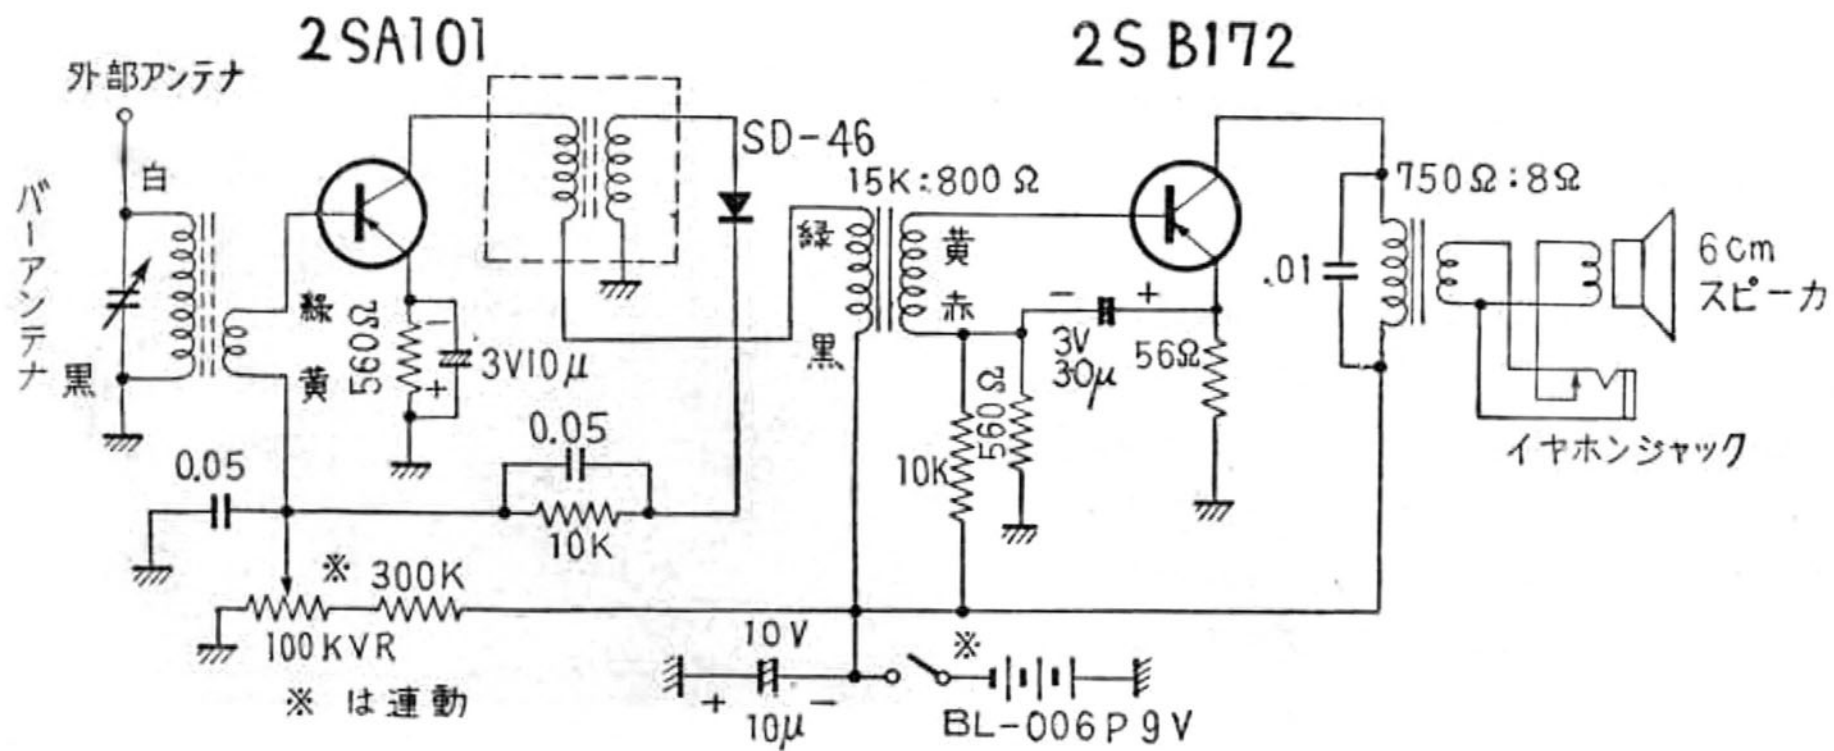 2SA101
2SB172
外部アンテナ
白
バーアンテナ
黒
緑
黄
560Ω
−
+
3V10μ
SD-46
15K:800Ω
緑
黒
黄
赤
− +
3V
30μ
56Ω
10K
560Ω
.01
750Ω:8Ω
6cm
スピーカ
イヤホンジャック
0.05
0.05
10K
※
300K
100KVR
※は連動
10V
+ −
10μ
※
BL-006P 9V